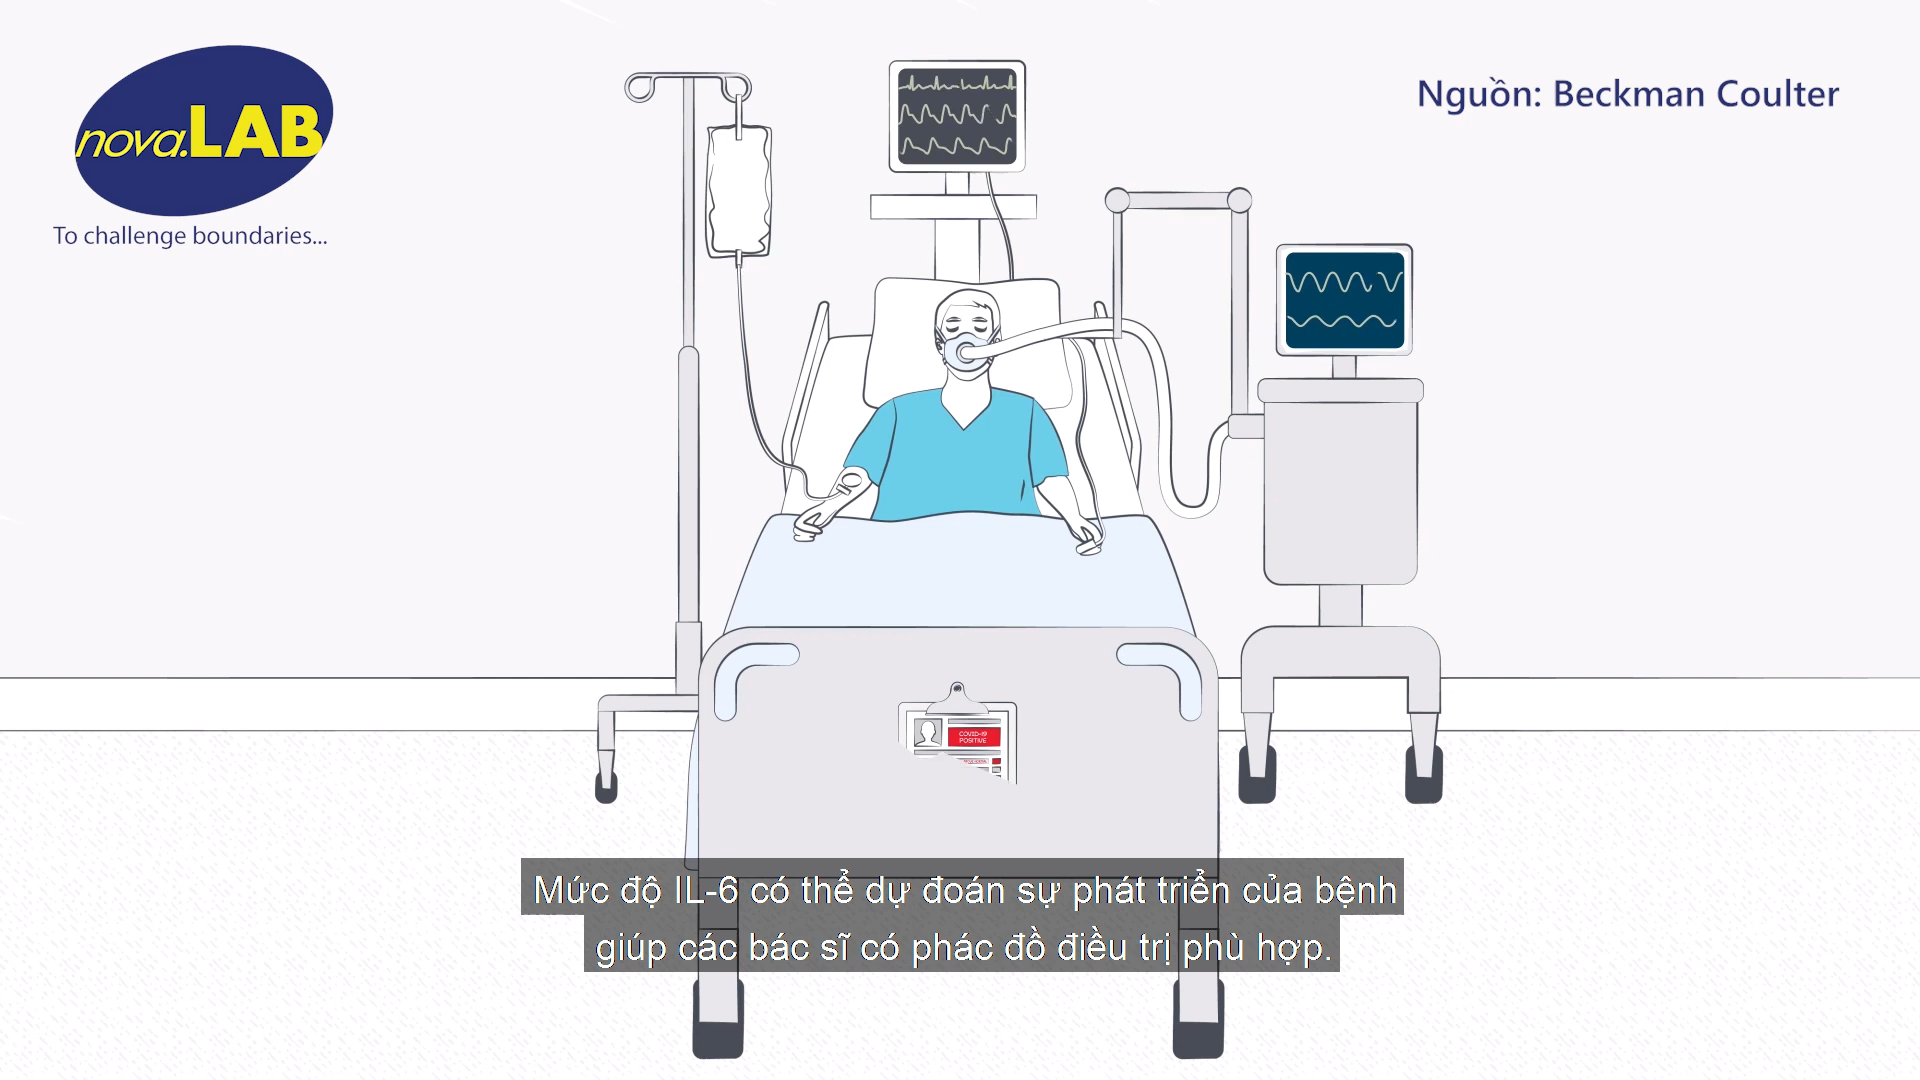 nova.LAB
To challenge boundaries...
Nguồn: Beckman Coulter
COVID-19
POSITIVE
Mức độ IL-6 có thể dự đoán sự phát triển của bệnh
giúp các bác sĩ có phác đồ điều trị phù hợp.